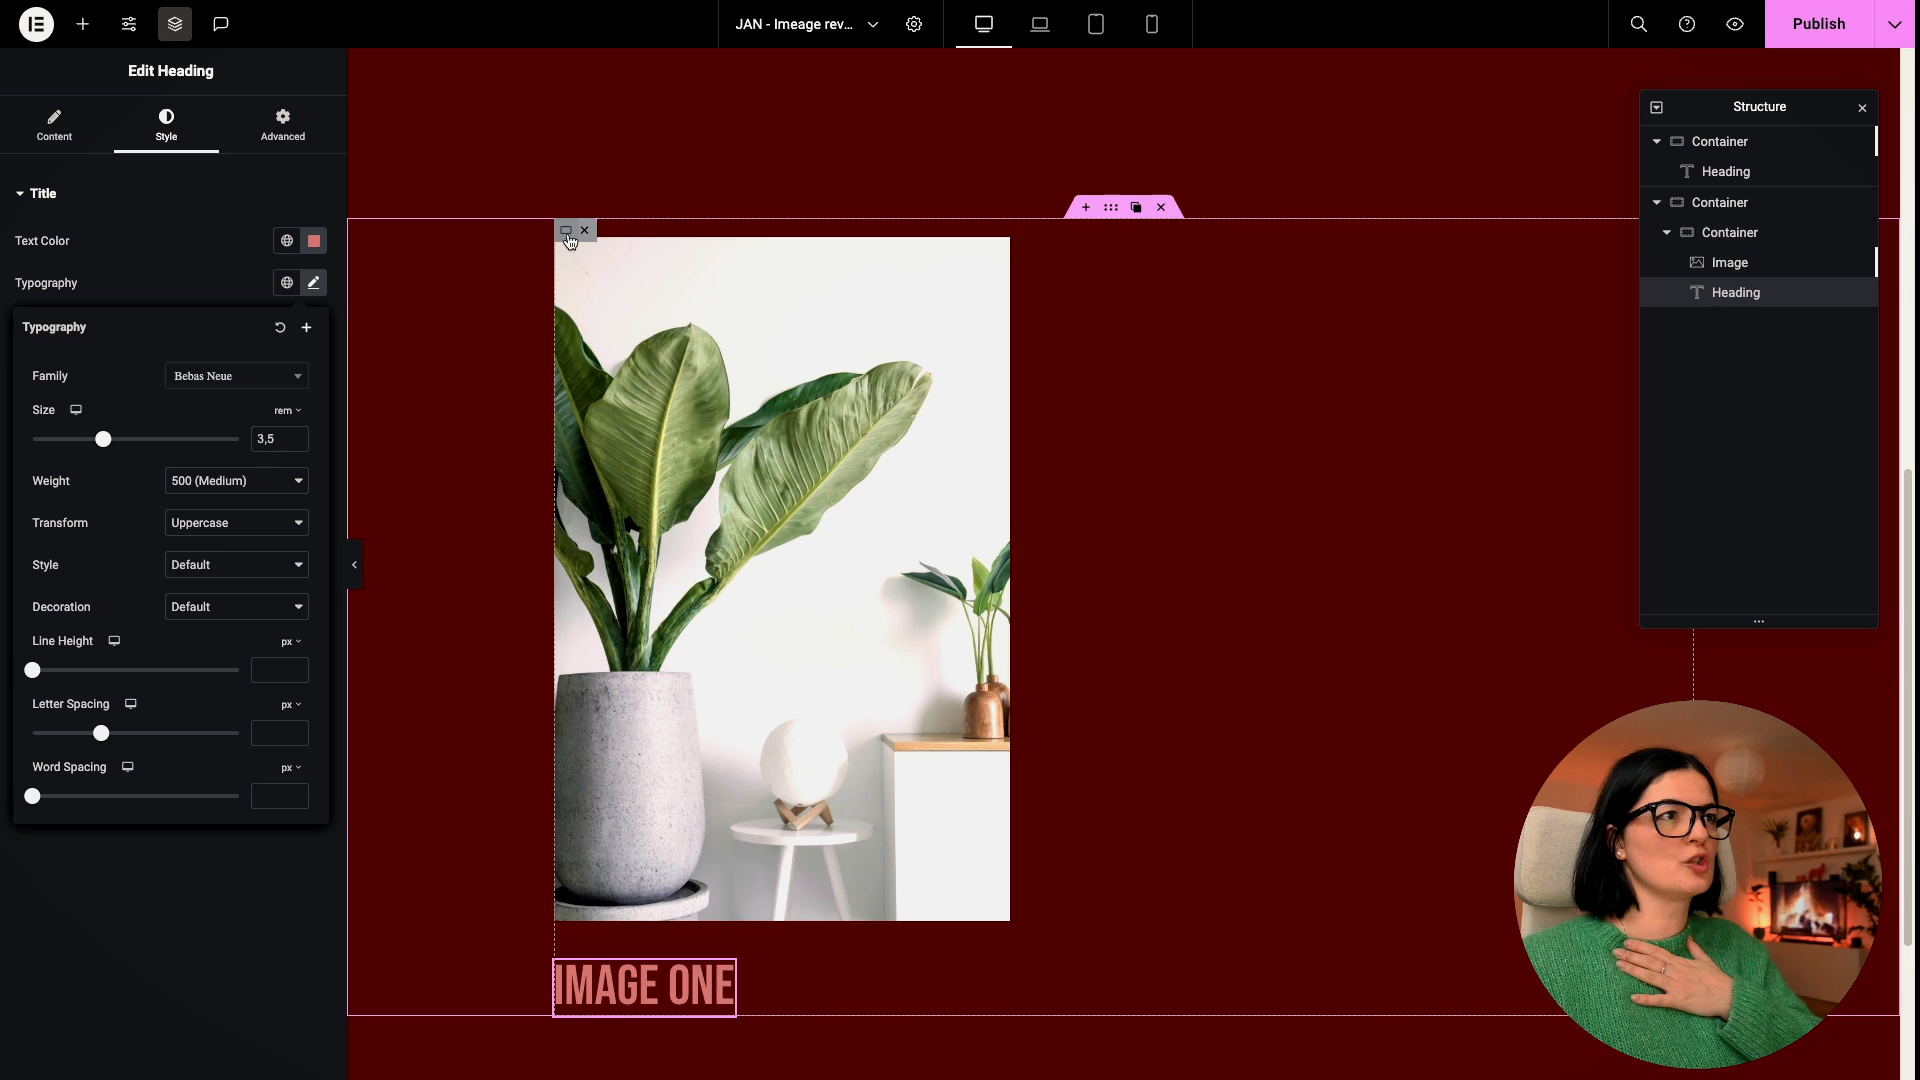 JAN - Imeage rev...
Publish
Edit Heading
Content
Style
Advanced
Title
Text Color
Typography
Typography
Family
Bebas Neue
Size
rem
3,5
Weight
500 (Medium)
Transform
Uppercase
Style
Default
Decoration
Default
Line Height
px
Letter Spacing
px
Word Spacing
px
IMAGE ONE
Structure
Container
Heading
Container
Container
Image
Heading